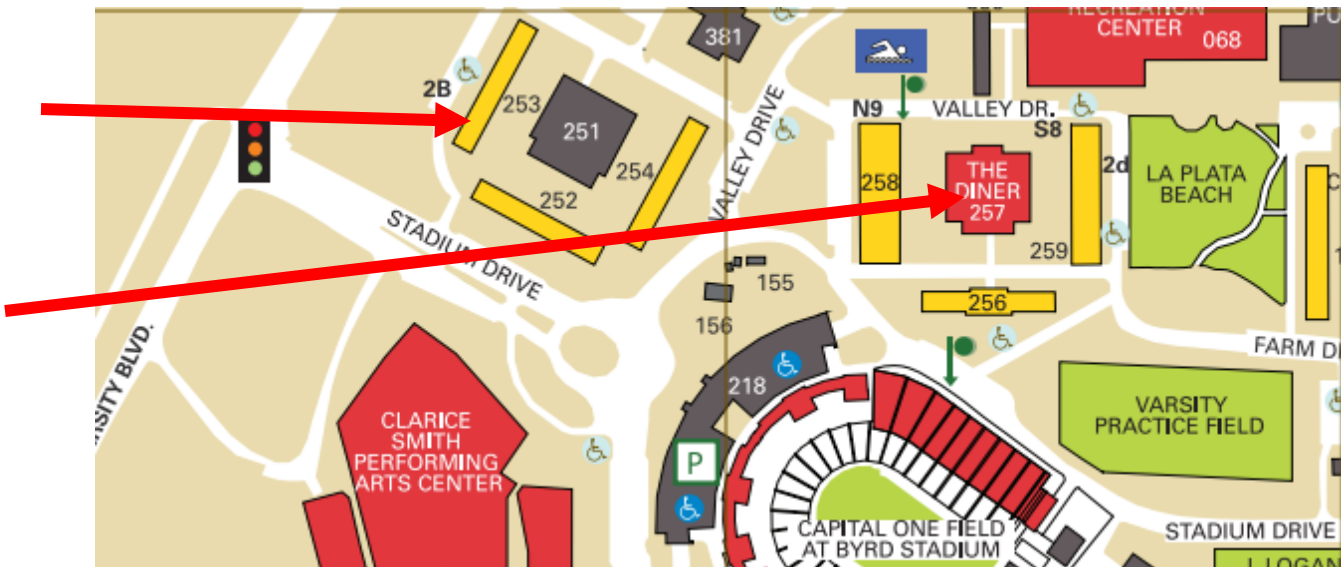 RECREATION
CENTER 068
381
2B
253
251
254
252
VALLEY DRIVE
N9
VALLEY DR.
S8
2d
258
THE
DINER
257
259
256
LA PLATA
BEACH
STADIUM DRIVE
155
156
218
P
CLARICE
SMITH
PERFORMING
ARTS CENTER
SITY BLVD.
FARM D
VARSITY
PRACTICE FIELD
CAPITAL ONE FIELD
AT BYRD STADIUM
STADIUM DRIVE